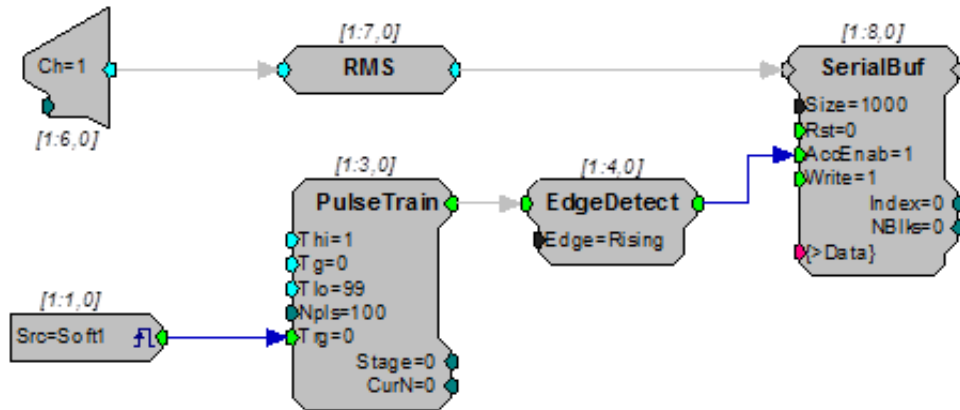 [1:7,0]
[1:8,0]
Ch=1
RMS
SerialBuf
Size=1000
[1:6,0]
Rst=0
[1:3,0]
[1:4,0]
AccEnab=1
Write=1
PulseTrain
EdgeDetect
Index=0
NBlks=0
Thi=1
Edge=Rising
{>Data}
Tg=0
Tlo=99
[1:1,0]
Npls=100
Src=Soft1
Trg=0
Stage=0
CurN=0